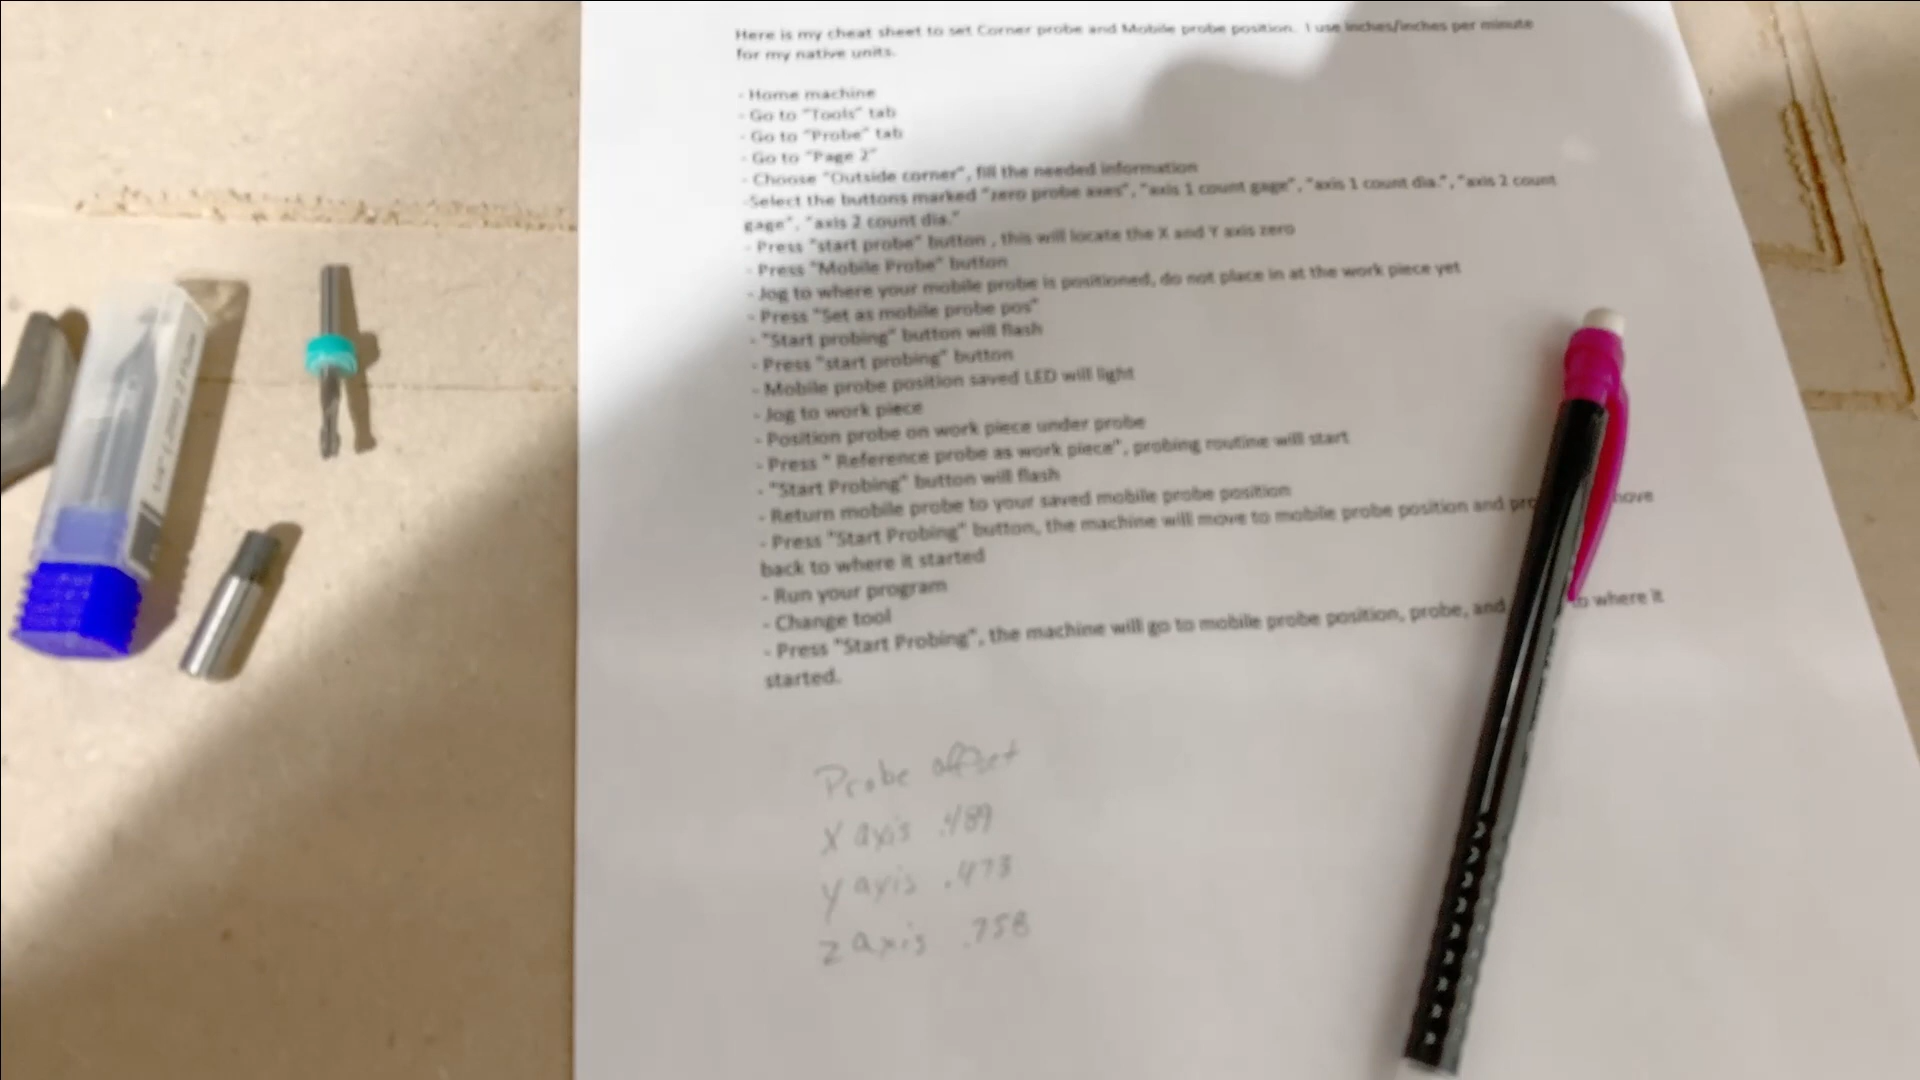 Here is my cheat sheet to set Corner probe and Mobile probe position. I use inches/inches per minute
for my native units.
- Home machine
- Go to "Tools" tab
- Go to "Probe" tab
- Go to "Page 2"
- Choose "Outside corner", fill the needed information
-Select the buttons marked "zero probe axes", "axis 1 count gage", "axis 1 count dia.", "axis 2 count
gage", "axis 2 count dia."
- Press "start probe" button , this will locate the X and Y axis zero
- Press "Mobile Probe" button
- Jog to where your mobile probe is positioned, do not place in at the work piece yet
- Press "Set as mobile probe pos"
- "Start probing" button will flash
- Press "start probing" button
- Mobile probe position saved LED will light
- Jog to work piece
- Position probe on work piece under probe
- Press " Reference probe as work piece", probing routine will start
- "Start Probing" button will flash
- Return mobile probe to your saved mobile probe position
- Press "Start Probing" button, the machine will move to mobile probe position and
back to where it started
- Run your program
- Change tool
- Press "Start Probing", the machine will go to mobile probe position, probe, and to where it
started.
Probe offset
X axis .489
Y axis .473
Z axis .758
1/4" 2 Flute